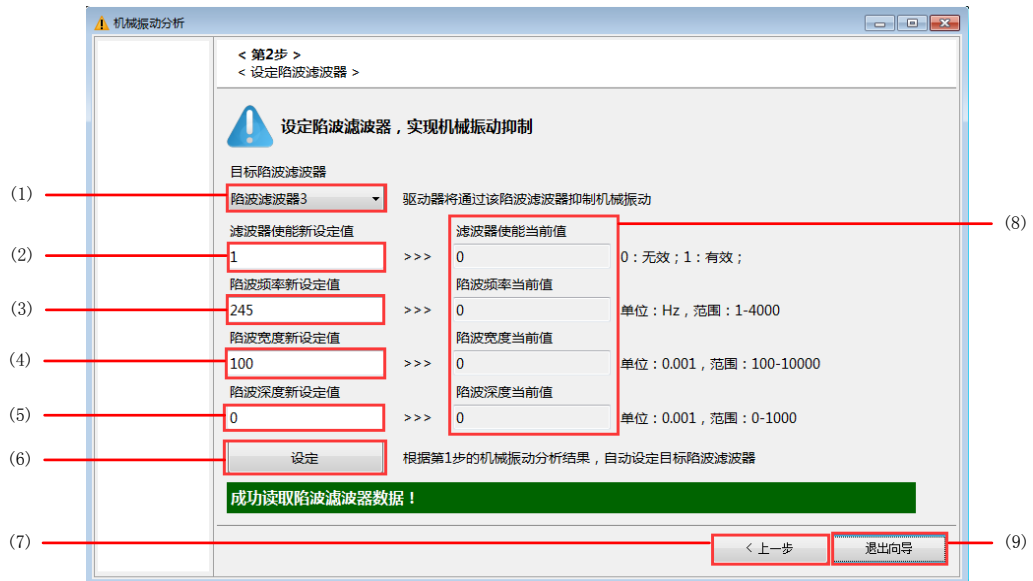 机械振动分析
< 第2步 >
< 设定陷波滤波器 >
设定陷波滤波器，实现机械振动抑制
目标陷波滤波器
(1) 陷波滤波器3 驱动器将通过该陷波滤波器抑制机械振动
(8)
滤波器使能新设定值 滤波器使能当前值
(2) 1 >>> 0 0：无效；1：有效；
陷波频率新设定值 陷波频率当前值
(3) 245 >>> 0 单位：Hz，范围：1-4000
陷波宽度新设定值 陷波宽度当前值
(4) 100 >>> 0 单位：0.001，范围：100-10000
陷波深度新设定值 陷波深度当前值
(5) 0 >>> 0 单位：0.001，范围：0-1000
(6) 设定 根据第1步的机械振动分析结果，自动设定目标陷波滤波器
成功读取陷波滤波器数据！
(7) < 上一步 退出向导 (9)